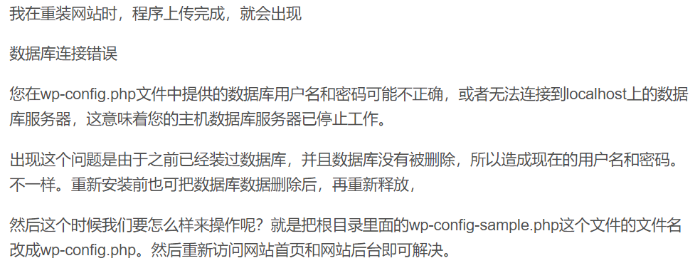 我在重装网站时，程序上传完成，就会出现
数据库连接错误
您在wp-config.php文件中提供的数据库用户名和密码可能不正确，或者无法连接到localhost上的数据
库服务器，这意味着您的主机数据库服务器已停止工作。
出现这个问题是由于之前已经装过数据库，并且数据库没有被删除，所以造成现在的用户名和密码。
不一样。重新安装前也可把数据库数据删除后，再重新释放，
然后这个时候我们要怎么样来操作呢？就是把根目录里面的wp-config-sample.php这个文件的文件名
改成wp-config.php。然后重新访问网站首页和网站后台即可解决。